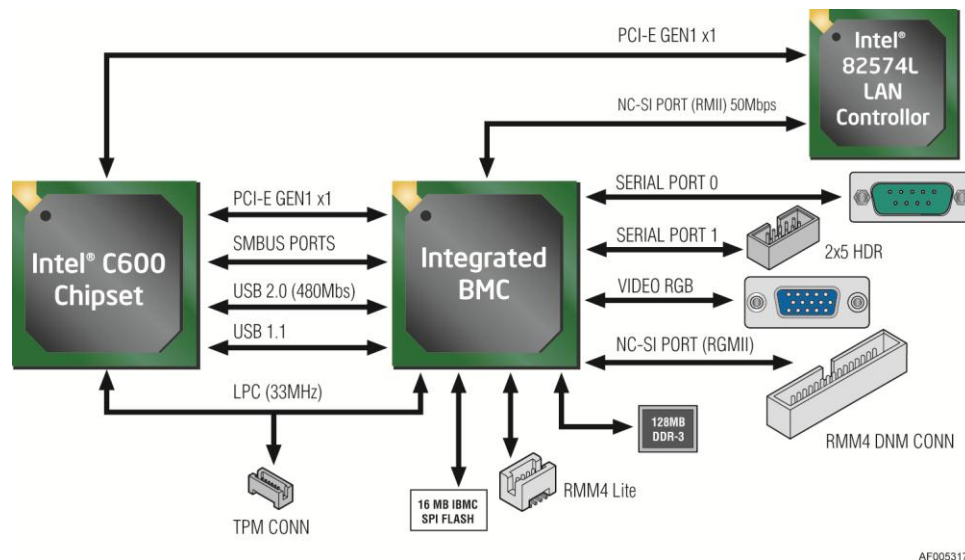 PCI-E GEN1 x1
Intel®
82574L
LAN
Controllor
NC-SI PORT (RMII) 50Mbps
Intel® C600
Chipset
PCI-E GEN1 x1
SMBUS PORTS
USB 2.0 (480Mbs)
USB 1.1
Integrated
BMC
SERIAL PORT 0
SERIAL PORT 1
2x5 HDR
VIDEO RGB
NC-SI PORT (RGMII)
RMM4 DNM CONN
LPC (33MHz)
TPM CONN
16 MB IBMC
SPI FLASH
RMM4 Lite
128MB
DDR-3
AF005317